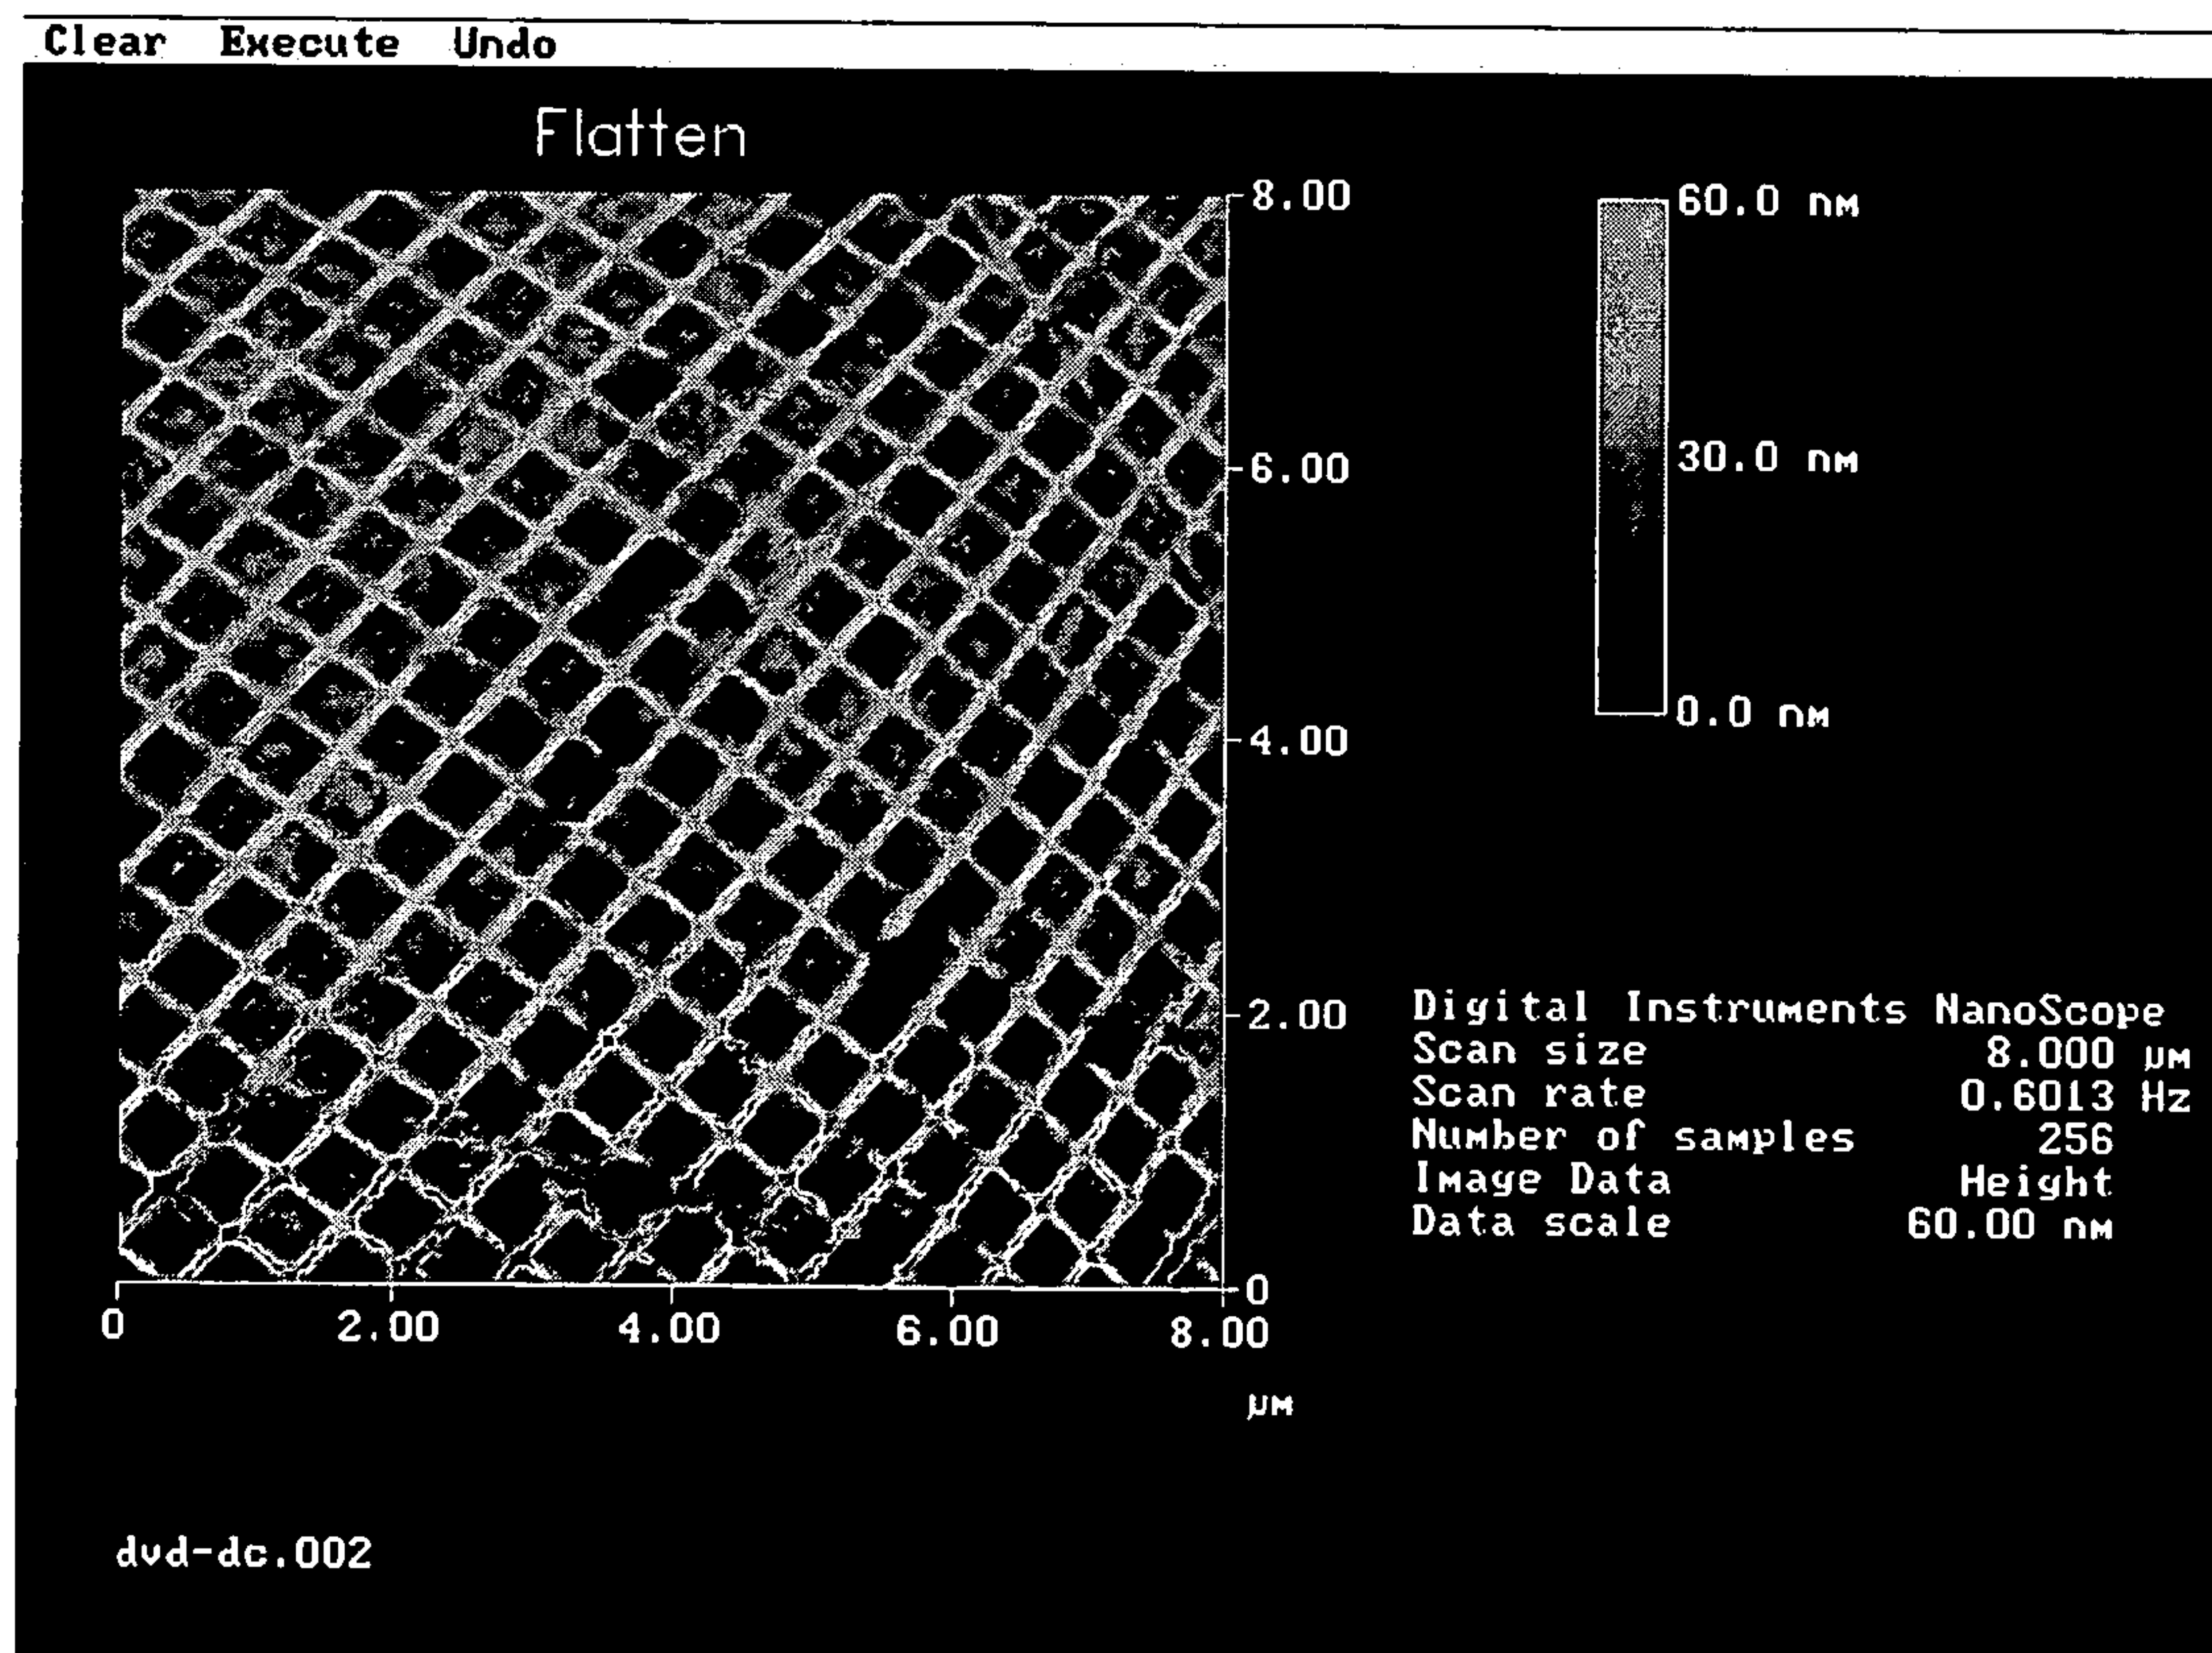 Clear Execute Undo
Flatten
8.00
6.00
4.00
2.00
0
0 2.00 4.00 6.00 8.00
µM
60.0 nM
30.0 nM
0.0 nM
Digital Instruments NanoScope
Scan size 8.000 µM
Scan rate 0.6013 Hz
Number of samples 256
Image Data Height
Data scale 60.00 nM
dvd-dc.002